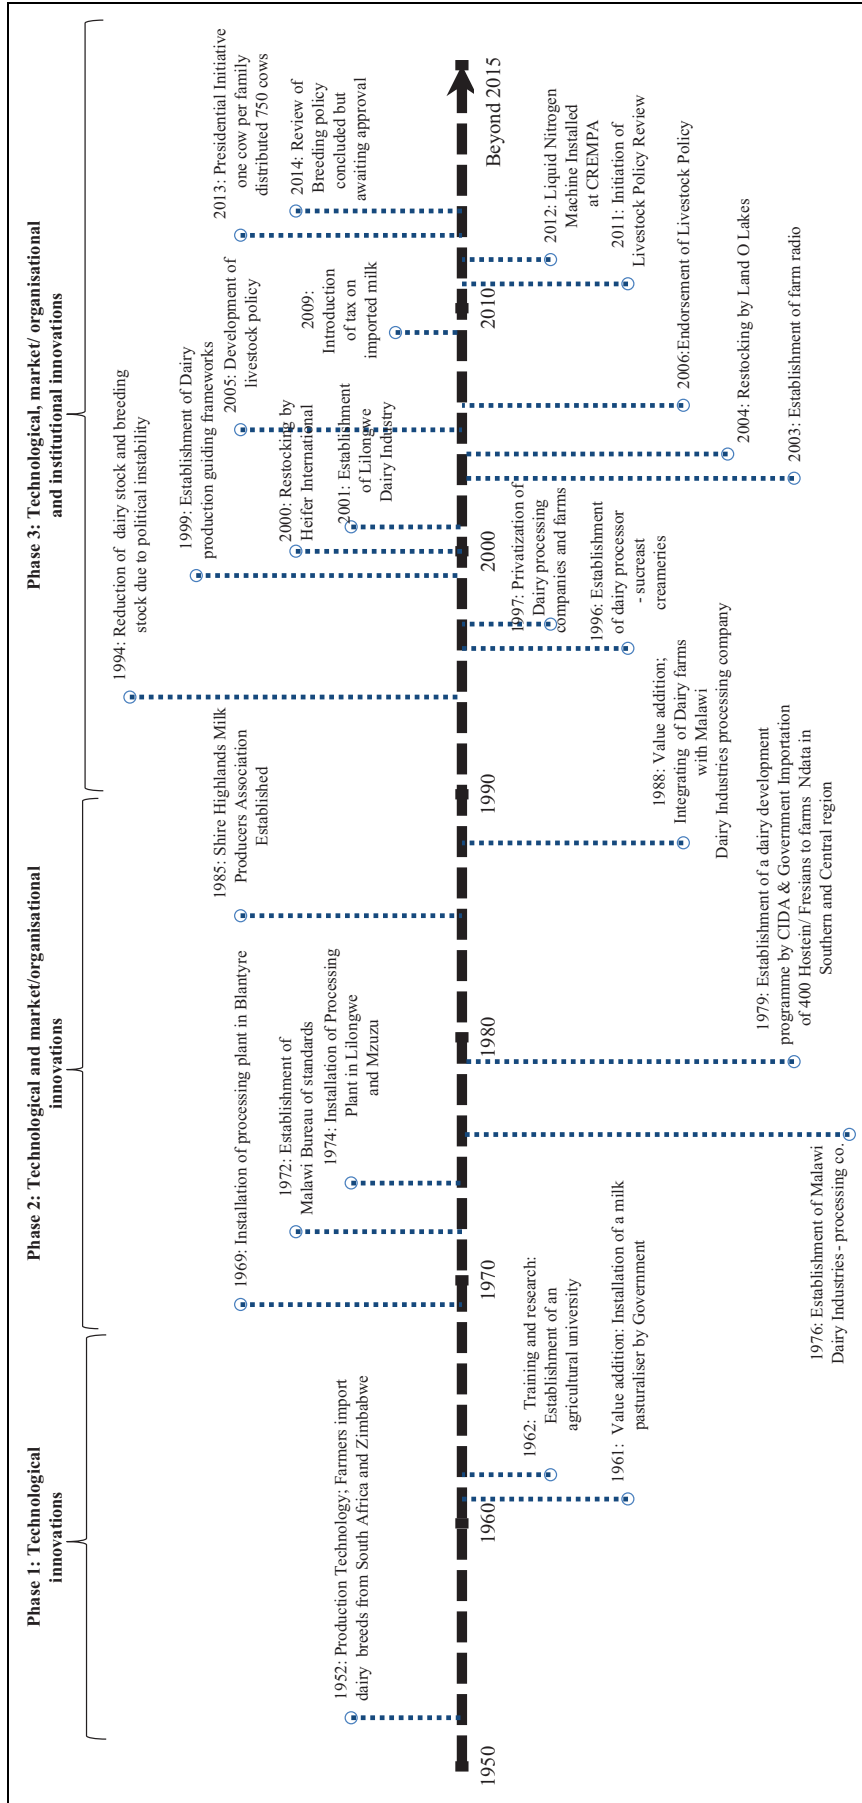 Phase 1: Technological
innovations
Phase 2: Technological and market/organisational
innovations
Phase 3: Technological, market/ organisational
and institutional innovations
1952: Production Technology; Farmers import
dairy breeds from South Africa and Zimbabwe
1969: Installation of processing plant in Blantyre
1972: Establishment of
Malawi Bureau of standards
1974: Installation of Processing
Plant in Lilongwe
and Mzuzu
1985: Shire Highlands Milk
Producers Association
Established
1994: Reduction of dairy stock and breeding
stock due to political instability
1999: Establishment of Dairy
production guiding frameworks
2000: Restocking by
Heifer International
2001: Establishment
of Lilongwe
Dairy Industry
2005: Development of
livestock policy
2009:
Introduction
of tax on
imported milk
2013: Presidential Initiative
one cow per family
distributed 750 cows
2014: Review of
Breeding policy
concluded but
awaiting approval
1950
1960
1970
1980
1990
2000
2010
Beyond 2015
1962: Training and research:
Establishment of an
agricultural university
1961: Value addition: Installation of a milk
pasturaliser by Government
1976: Establishment of Malawi
Dairy Industries - processing co.
1979: Establishment of a dairy development
programme by CIDA & Government Importation
of 400 Hostein/ Fresians to farms Ndata in
Southern and Central region
1988: Value addition;
Integrating of Dairy farms
with Malawi
Dairy Industries processing company
1997: Privatization of
Dairy processing
companies and farms
1996: Establishment
of dairy processor
- sucreast
creameries
2003: Establishment of farm radio
2004: Restocking by Land O Lakes
2006:Endorsement of Livestock Policy
2012: Liquid Nitrogen
Machine Installed
at CREMPA
2011: Initiation of
Livestock Policy Review